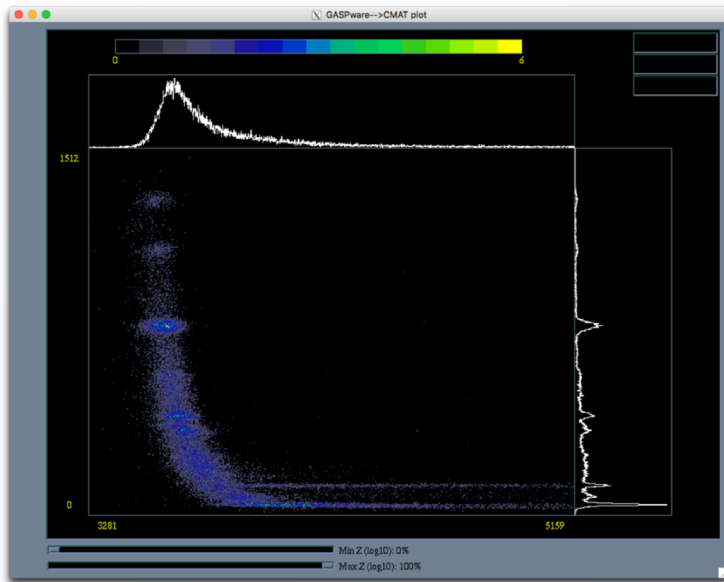 X GASPware-->CMAT plot
0 6
1512
0
3281 5159
Min Z (log10): 0%
Max Z (log10): 100%